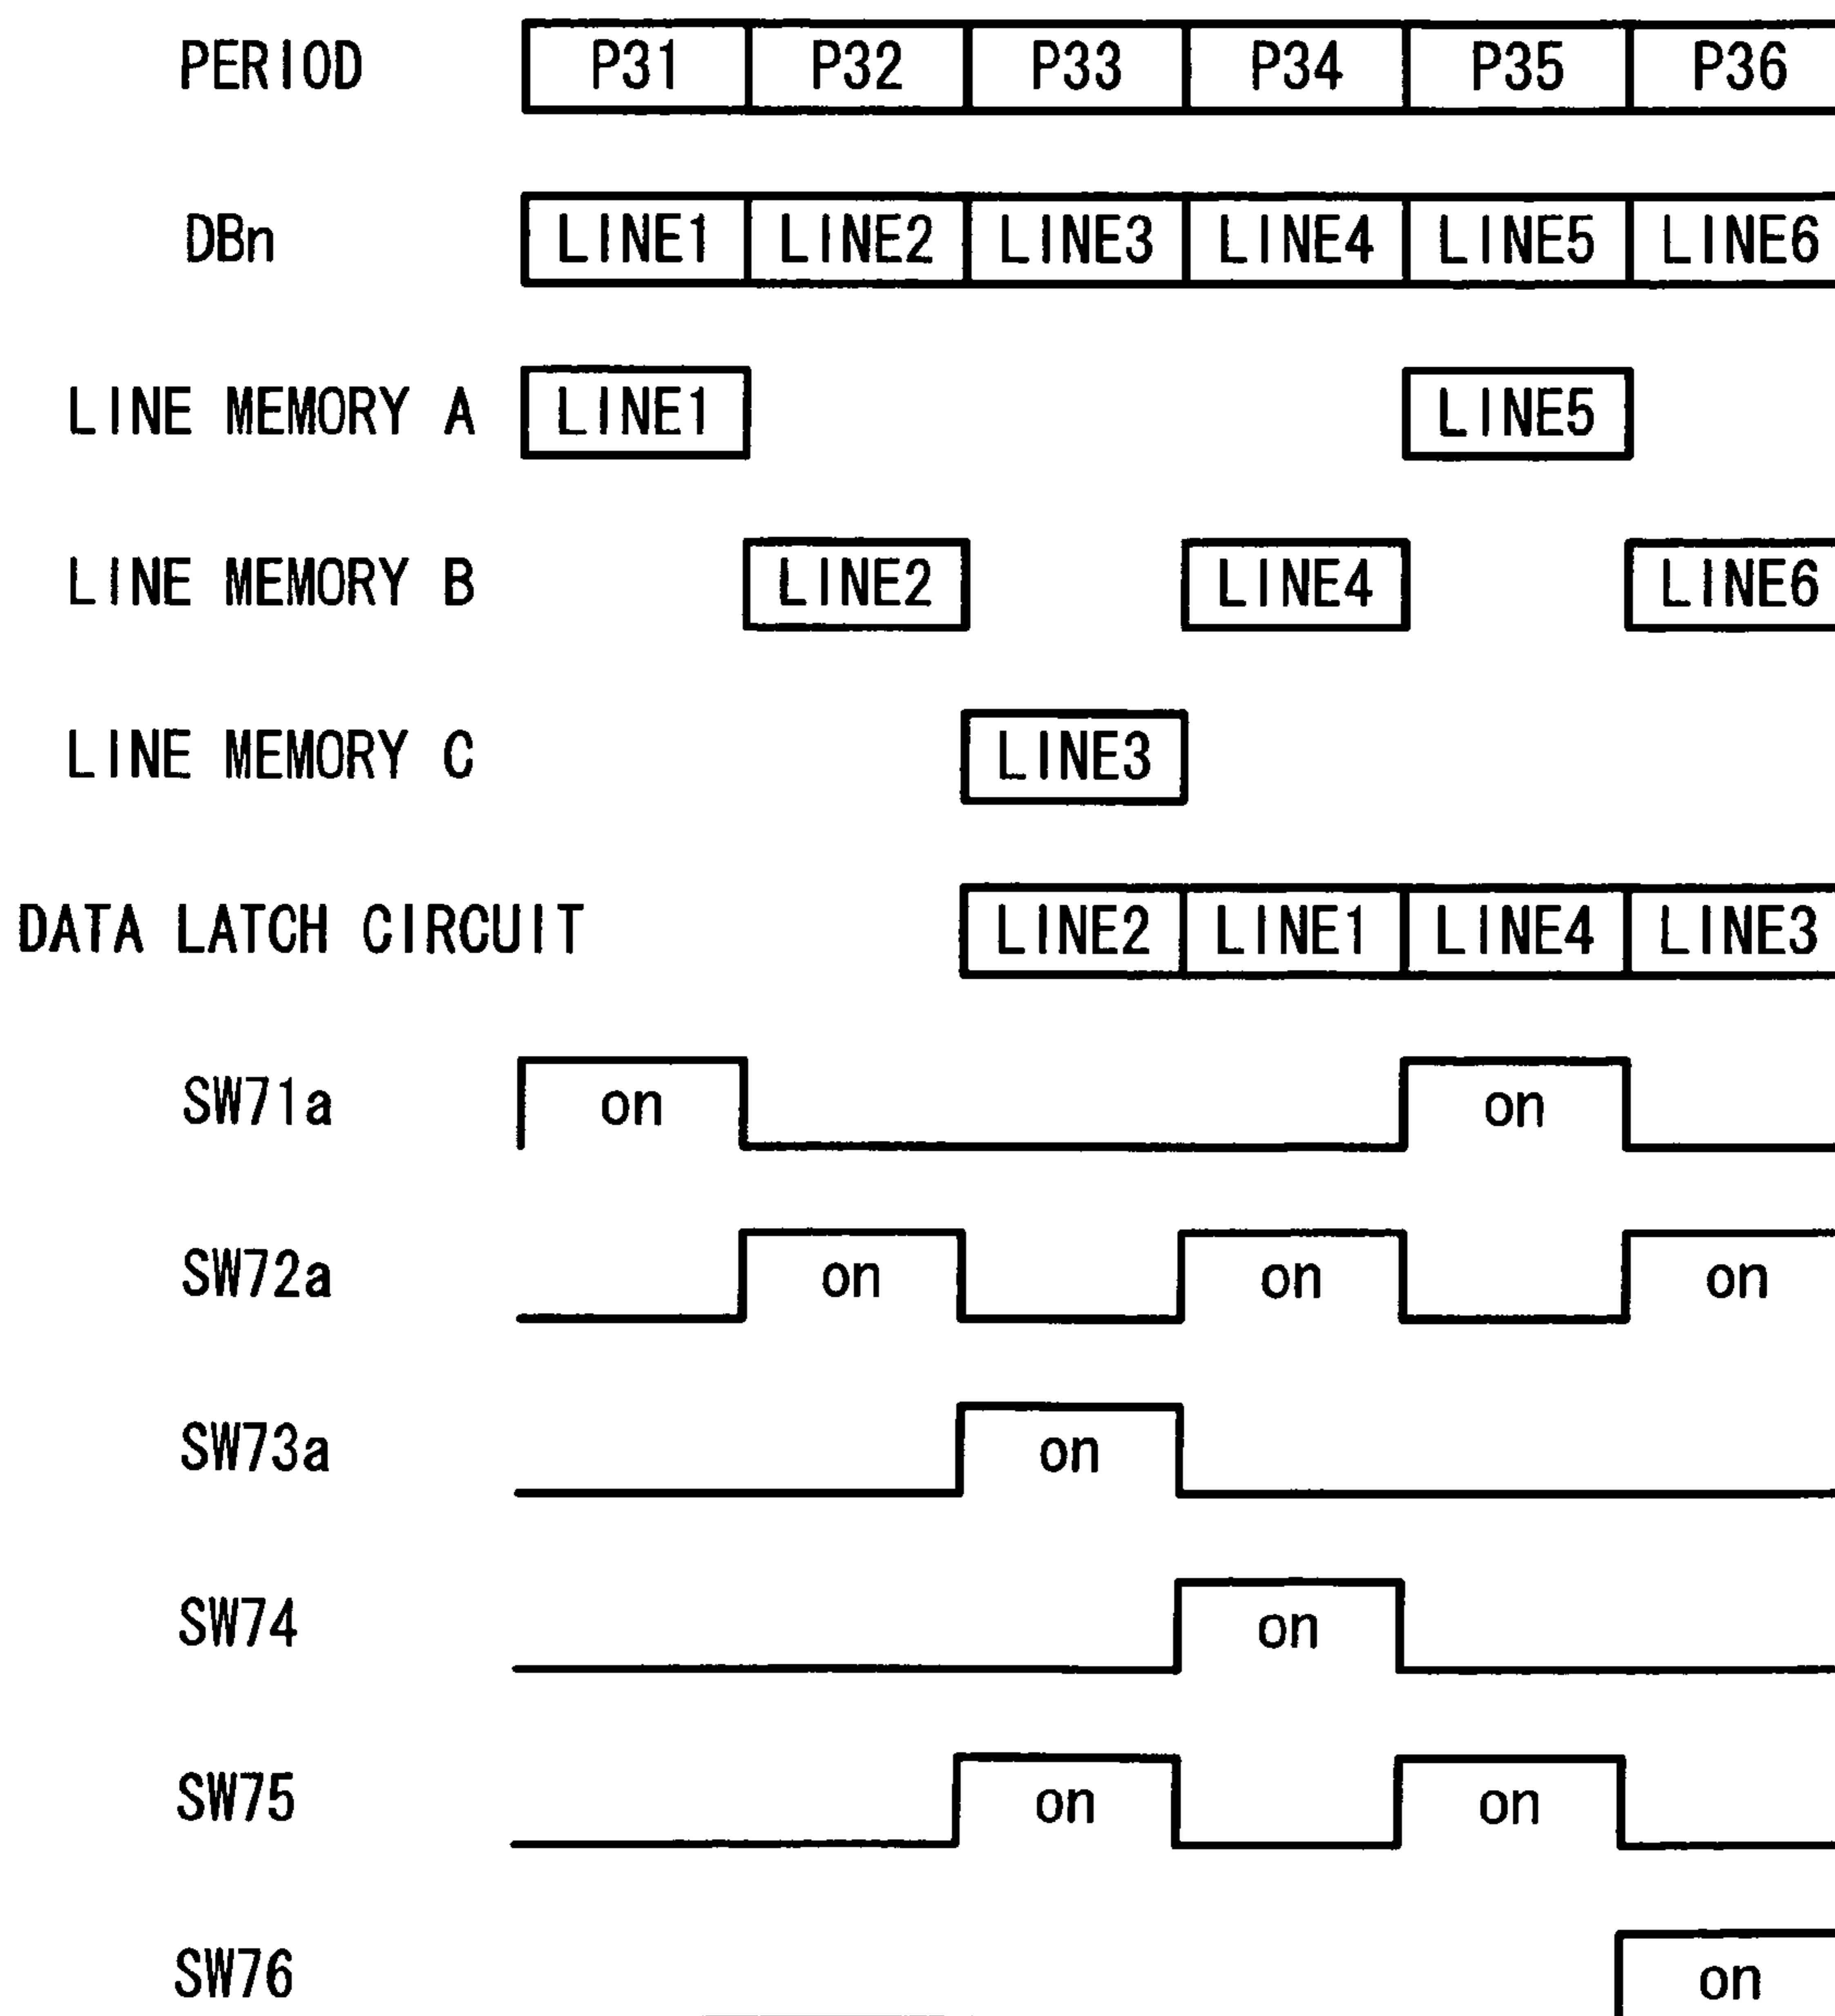 PERIOD P31 P32 P33 P34 P35 P36
DBn LINE1 LINE2 LINE3 LINE4 LINE5 LINE6
LINE MEMORY A LINE1 LINE5
LINE MEMORY B LINE2 LINE4 LINE6
LINE MEMORY C LINE3
DATA LATCH CIRCUIT LINE2 LINE1 LINE4 LINE3
SW71a on on
SW72a on on on
SW73a on
SW74 on
SW75 on on
SW76 on